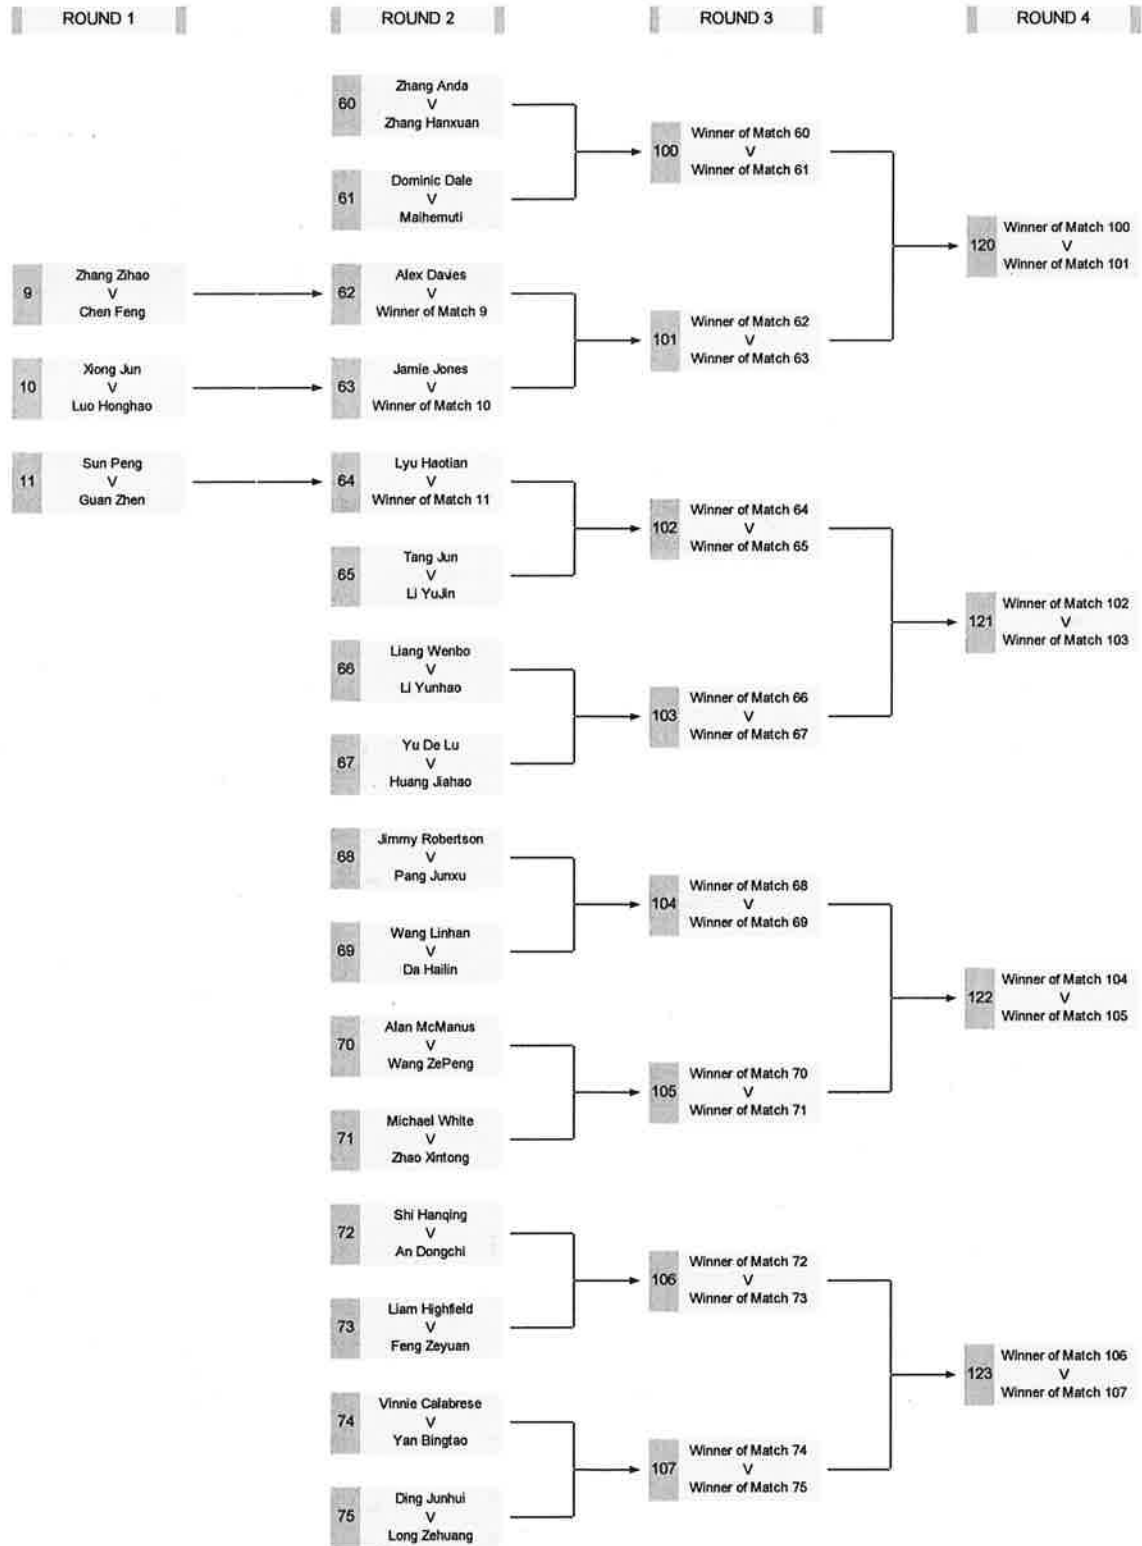 ROUND 1
ROUND 2
ROUND 3
ROUND 4
9
Zhang Zihao
V
Chen Feng
10
Xiong Jun
V
Luo Honghao
11
Sun Peng
V
Guan Zhen
60
Zhang Anda
V
Zhang Hanxuan
61
Dominic Dale
V
Maihemuti
62
Alex Davies
V
Winner of Match 9
63
Jamie Jones
V
Winner of Match 10
64
Lyu Haotian
V
Winner of Match 11
65
Tang Jun
V
Li YuJin
66
Liang Wenbo
V
Li Yunhao
67
Yu De Lu
V
Huang Jiahao
68
Jimmy Robertson
V
Pang Junxu
69
Wang Linhan
V
Da Hailin
70
Alan McManus
V
Wang ZePeng
71
Michael White
V
Zhao Xintong
72
Shi Hanqing
V
An Dongchi
73
Liam Highfield
V
Feng Zeyuan
74
Vinnie Calabrese
V
Yan Bingtao
75
Ding Junhui
V
Long Zehuang
100
Winner of Match 60
V
Winner of Match 61
101
Winner of Match 62
V
Winner of Match 63
102
Winner of Match 64
V
Winner of Match 65
103
Winner of Match 66
V
Winner of Match 67
104
Winner of Match 68
V
Winner of Match 69
105
Winner of Match 70
V
Winner of Match 71
106
Winner of Match 72
V
Winner of Match 73
107
Winner of Match 74
V
Winner of Match 75
120
Winner of Match 100
V
Winner of Match 101
121
Winner of Match 102
V
Winner of Match 103
122
Winner of Match 104
V
Winner of Match 105
123
Winner of Match 106
V
Winner of Match 107